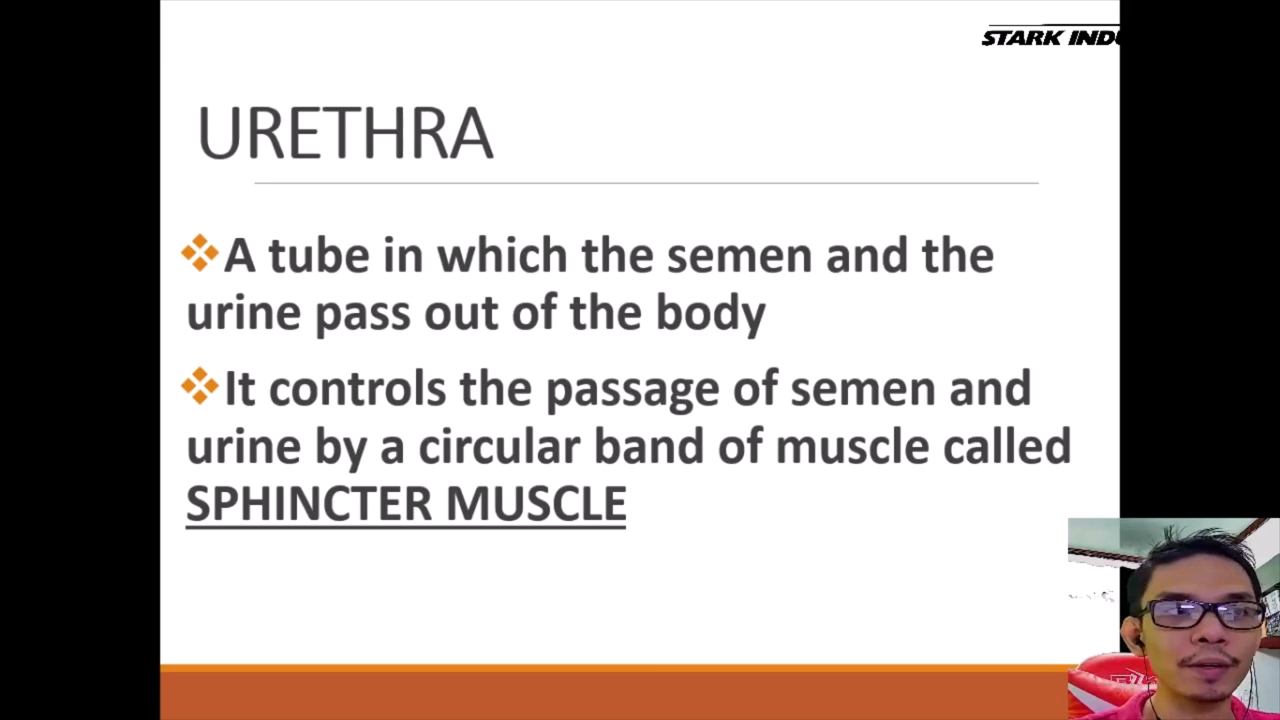 STARK INDU
URETHRA
❖A tube in which the semen and the
urine pass out of the body
❖It controls the passage of semen and
urine by a circular band of muscle called
SPHINCTER MUSCLE